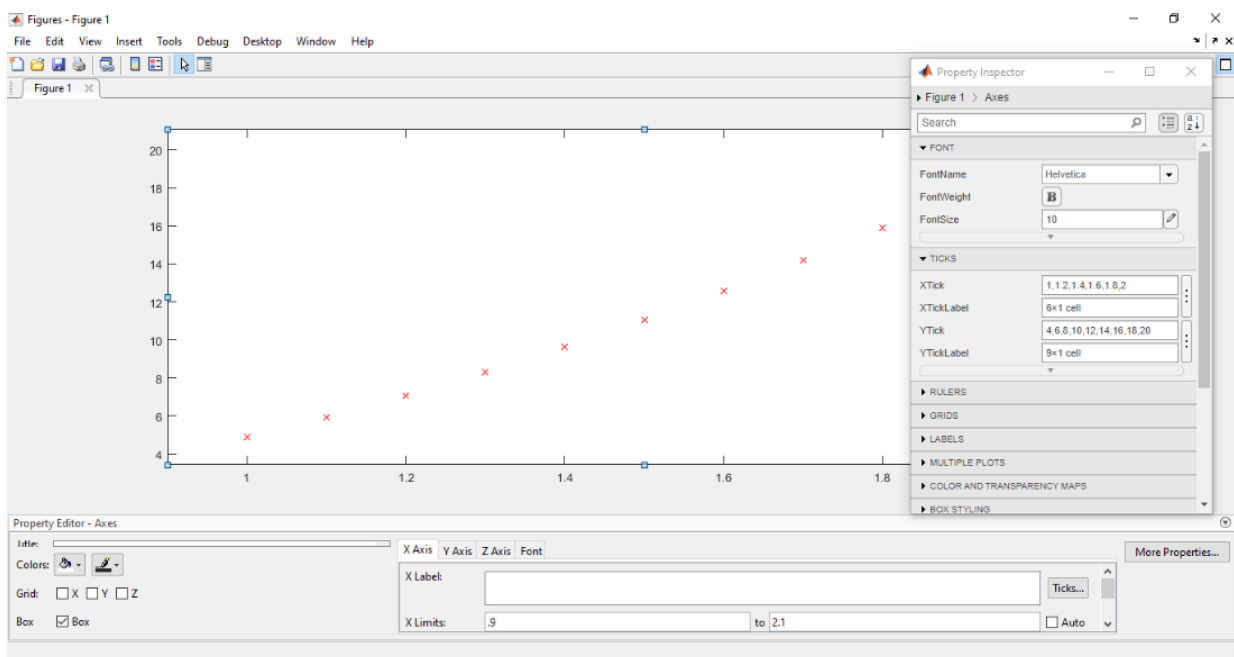 Figures - Figure 1
File Edit View Insert Tools Debug Desktop Window Help
Figure 1
20
18
16
14
12
10
8
6
4
1 1.2 1.4 1.6 1.8
Property Inspector
Figure 1 > Axes
Search
FONT
FontName Helvetica
FontWeight B
FontSize 10
TICKS
XTick 1,1.2,1.4,1.6,1.8,2
XTickLabel 6×1 cell
YTick 4,6,8,10,12,14,16,18,20
YTickLabel 9×1 cell
RULERS
GRIDS
LABELS
MULTIPLE PLOTS
COLOR AND TRANSPARENCY MAPS
BOX STYLING
Property Editor - Axes
Title:
Colors:
Grid: X Y Z
Box Box
X Axis Y Axis Z Axis Font
X Label: Ticks...
X Limits: .9 to 2.1 Auto
More Properties...